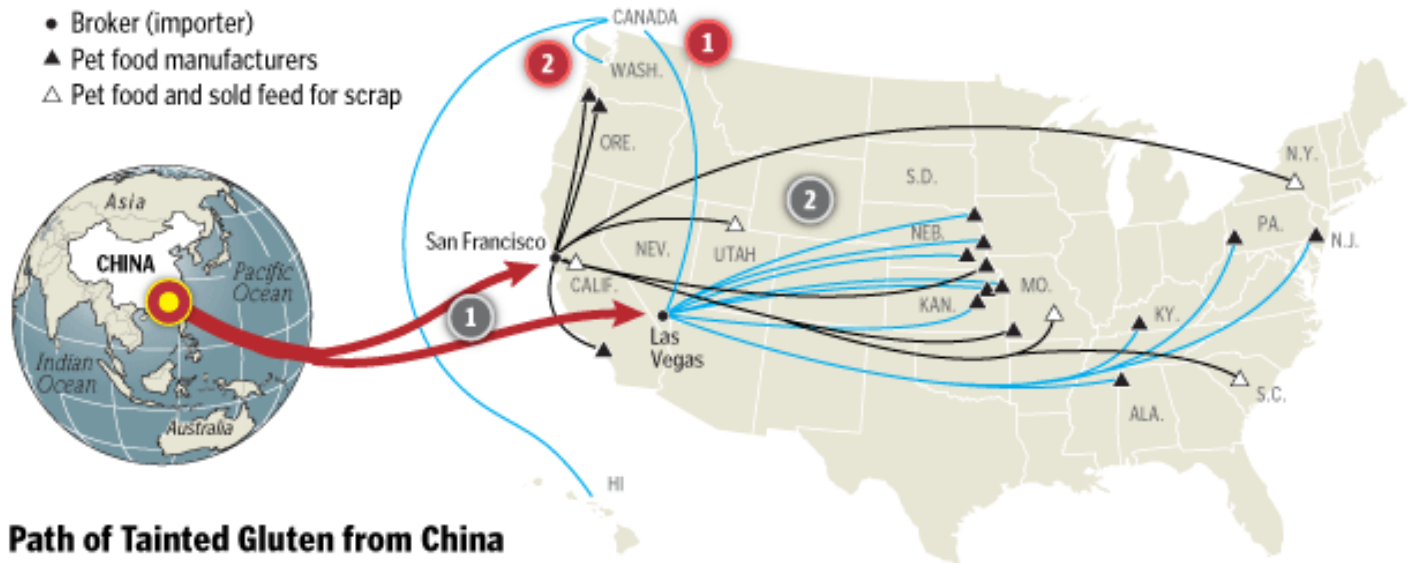 Broker (importer)
Pet food manufacturers
Pet food and sold feed for scrap
CANADA
1
2
WASH.
ORE.
N.Y.
S.D.
2
Asia
San Francisco
NEV.
UTAH
NEB.
PA.
N.J.
CHINA
Pacific
Ocean
CALIF.
KAN.
MO.
1
KY.
Las
Vegas
Indian
Ocean
Australia
S.C.
ALA.
HI
Path of Tainted Gluten from China